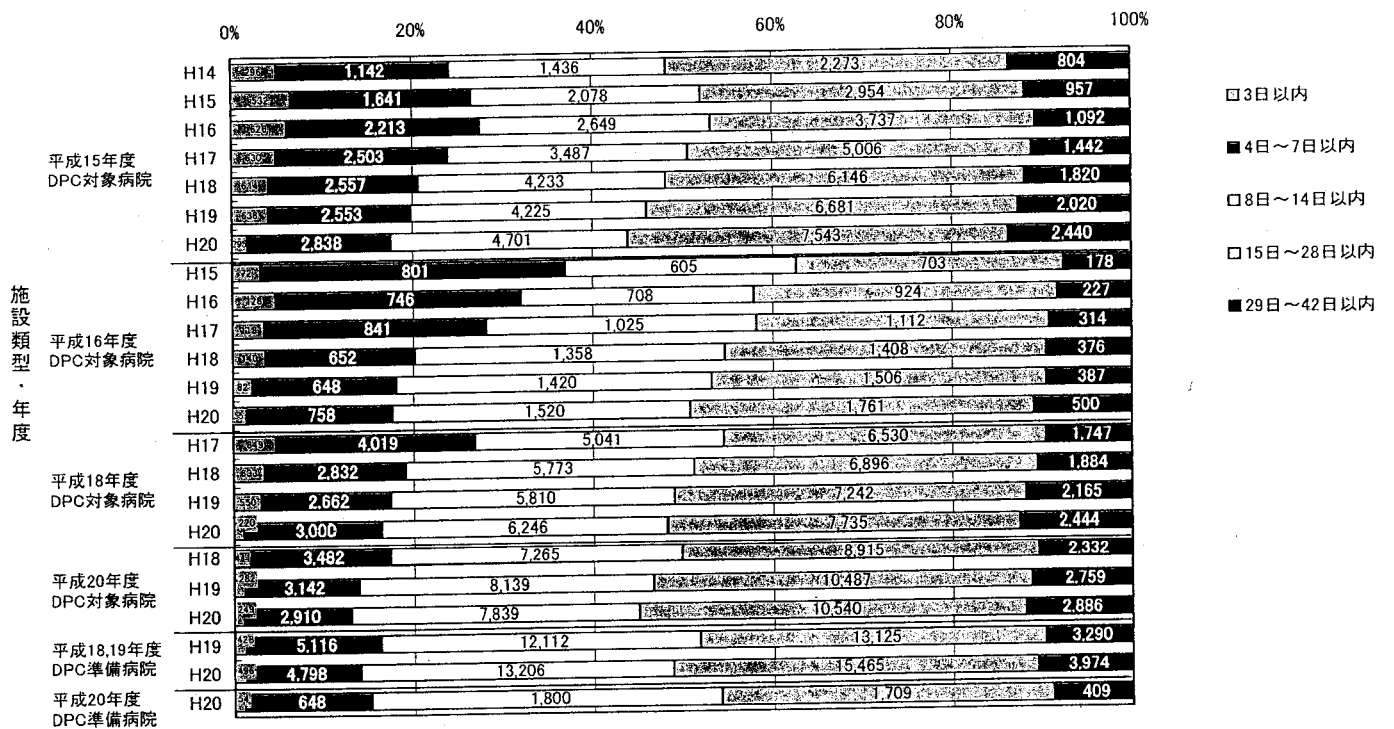 0% 20% 40% 60% 80% 100%
H14 1,142 1,436 2,273 804
H15 1,641 2,078 2,954 957
H16 2,213 2,649 3,737 1,092
H17 2,503 3,487 5,006 1,442
H18 2,557 4,233 6,146 1,820
H19 2,553 4,225 6,681 2,020
H20 2,838 4,701 7,543 2,440
平成15年度
DPC対象病院
H15 801 605 703 178
H16 746 708 924 227
H17 841 1,025 1,112 314
H18 652 1,358 1,408 376
H19 82 648 1,420 1,506 387
H20 758 1,520 1,761 500
平成16年度
DPC対象病院
H17 4,019 5,041 6,530 1,747
H18 2,832 5,773 6,896 1,884
H19 2,662 5,810 7,242 2,165
H20 220 3,000 6,246 7,735 2,444
平成18年度
DPC対象病院
H18 3,482 7,265 8,915 2,332
H19 3,142 8,139 10,487 2,759
H20 2,910 7,839 10,540 2,886
平成20年度
DPC対象病院
H19 5,116 12,112 13,125 3,290
H20 4,798 13,206 15,465 3,974
平成18,19年度
DPC準備病院
H20 648 1,800 1,709 409
平成20年度
DPC準備病院
施設類型・年度
3日以内
4日～7日以内
8日～14日以内
15日～28日以内
29日～42日以内